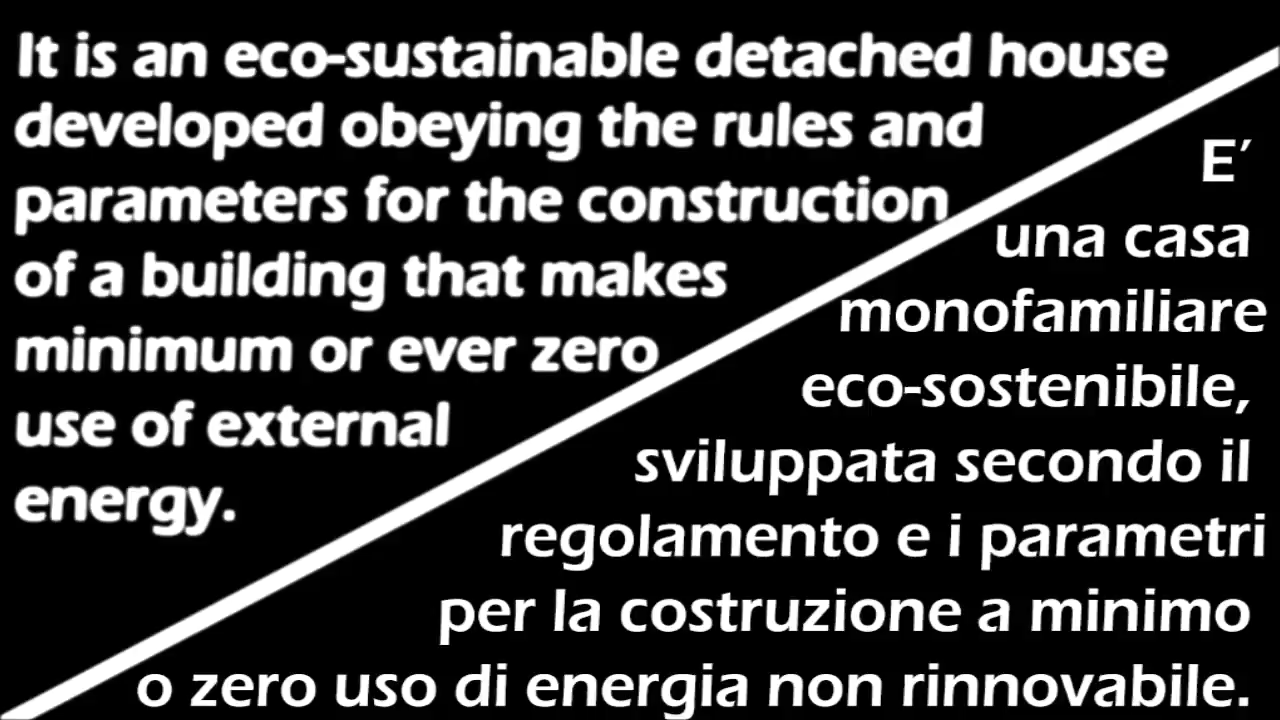 It is an eco-sustainable detached house
developed obeying the rules and
parameters for the construction
of a building that makes
minimum or ever zero
use of external
energy.
E’
una casa
monofamiliare
eco-sostenibile,
sviluppata secondo il
regolamento e i parametri
per la costruzione a minimo
o zero uso di energia non rinnovabile.